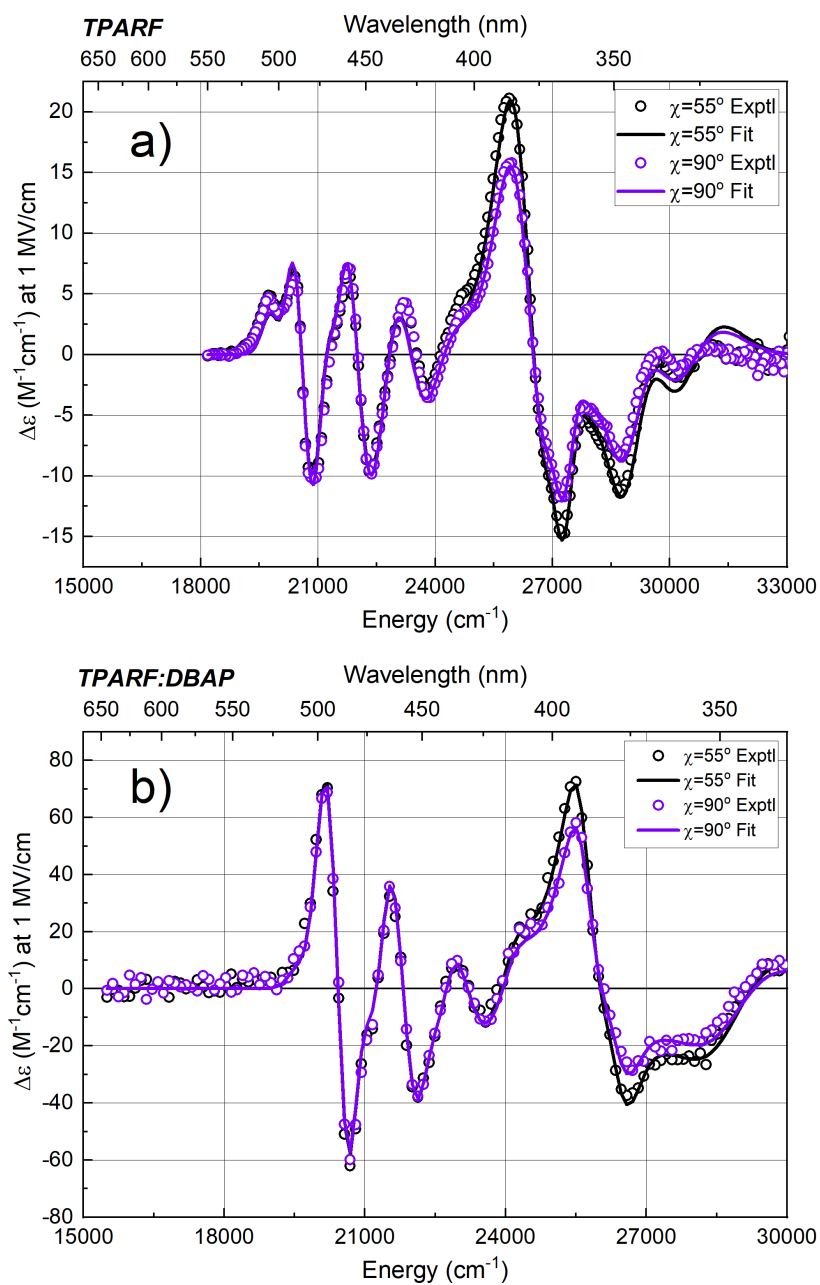 TPARF
Wavelength (nm)
650 600 550 500 450 400 350
a)
χ=55° Exptl
χ=55° Fit
χ=90° Exptl
χ=90° Fit
20
15
10
5
0
-5
-10
-15
Δε (M⁻¹cm⁻¹) at 1 MV/cm
15000 18000 21000 24000 27000 30000 33000
Energy (cm⁻¹)
TPARF:DBAP
Wavelength (nm)
650 600 550 500 450 400 350
b)
χ=55° Exptl
χ=55° Fit
χ=90° Exptl
χ=90° Fit
80
60
40
20
0
-20
-40
-60
-80
Δε (M⁻¹cm⁻¹) at 1 MV/cm
15000 18000 21000 24000 27000 30000
Energy (cm⁻¹)